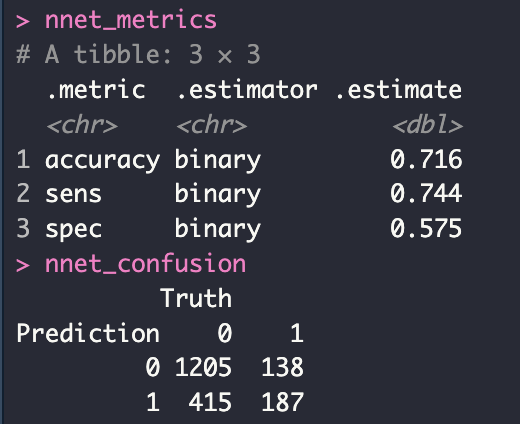 > nnet_metrics
# A tibble: 3 × 3
  .metric  .estimator .estimate
  <chr>    <chr>          <dbl>
1 accuracy binary         0.716
2 sens     binary         0.744
3 spec     binary         0.575
> nnet_confusion
          Truth
Prediction    0    1
         0 1205  138
         1  415  187